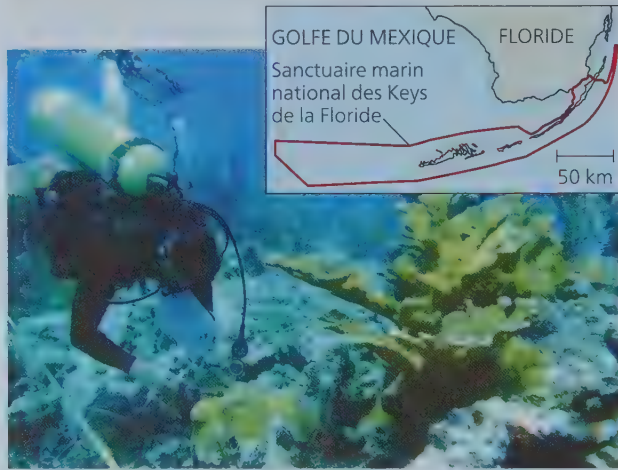 GOLFE DU MEXIQUE
FLORIDE
Sanctuaire marin
national des Keys
de la Floride
50 km